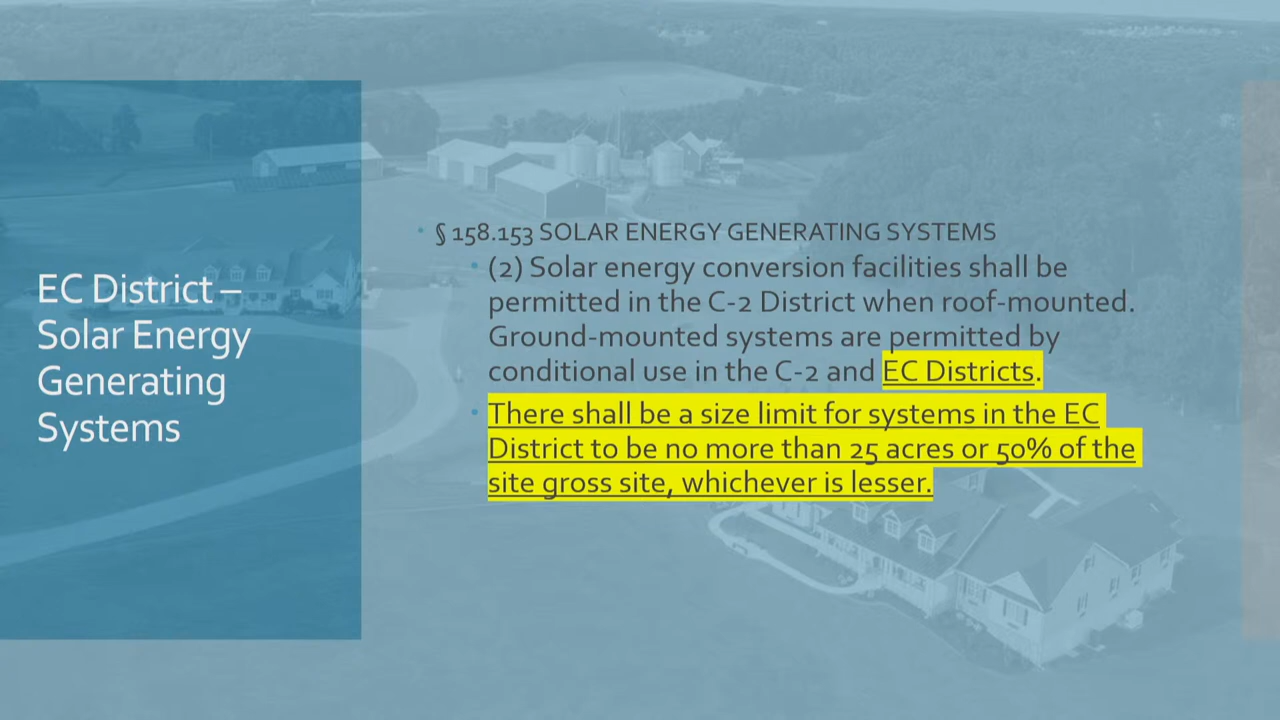 EC District –
Solar Energy
Generating
Systems
§ 158.153 SOLAR ENERGY GENERATING SYSTEMS
(2) Solar energy conversion facilities shall be
permitted in the C-2 District when roof-mounted.
Ground-mounted systems are permitted by
conditional use in the C-2 and EC Districts.
There shall be a size limit for systems in the EC
District to be no more than 25 acres or 50% of the
site gross site, whichever is lesser.